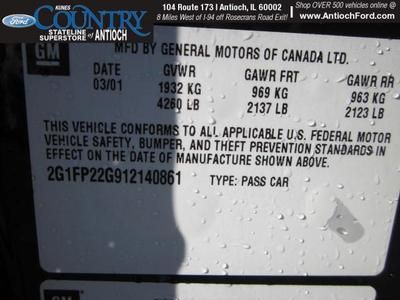 Ford
KUNES
COUNTRY
STATELINE
SUPERSTORE
of ANTIOCH
104 Route 173 | Antioch, IL 60002
8 Miles West of I-94 off Rosecrans Road Exit!
Shop OVER 500 vehicles online @
www.AntiochFord.com
GM
MFD BY GENERAL MOTORS OF CANADA LTD.
DATE GVWR GAWR FRT GAWR RR
03/01 1932 KG 969 KG 963 KG
4260 LB 2137 LB 2123 LB
THIS VEHICLE CONFORMS TO ALL APPLICABLE U.S. FEDERAL MOTOR
VEHICLE SAFETY, BUMPER, AND THEFT PREVENTION STANDARDS IN
EFFECT ON THE DATE OF MANUFACTURE SHOWN ABOVE.
2G1FP22G912140861 TYPE: PASS CAR
GM